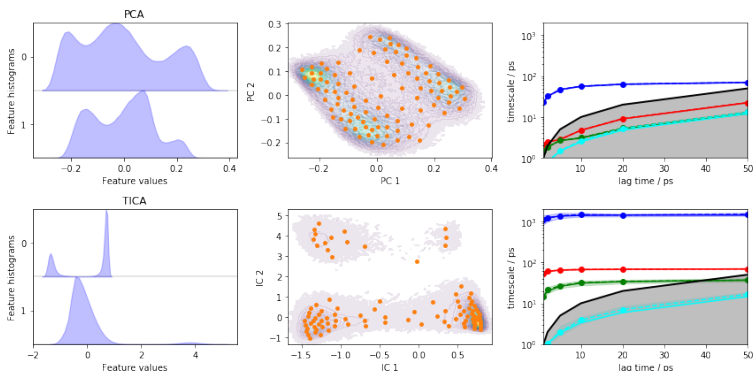 PCA
Feature histograms
0
1
−0.2 0.0 0.2 0.4
Feature values
PC 2
0.3
0.2
0.1
0.0
−0.1
−0.2
−0.2 0.0 0.2 0.4
PC 1
timescale / ps
10³
10²
10¹
10⁰
10 20 30 40 50
lag time / ps
TICA
Feature histograms
0
1
−2 0 2 4
Feature values
IC 2
5
4
3
2
1
0
−1
−1.5 −1.0 −0.5 0.0 0.5
IC 1
timescale / ps
10³
10²
10¹
10⁰
10 20 30 40 50
lag time / ps